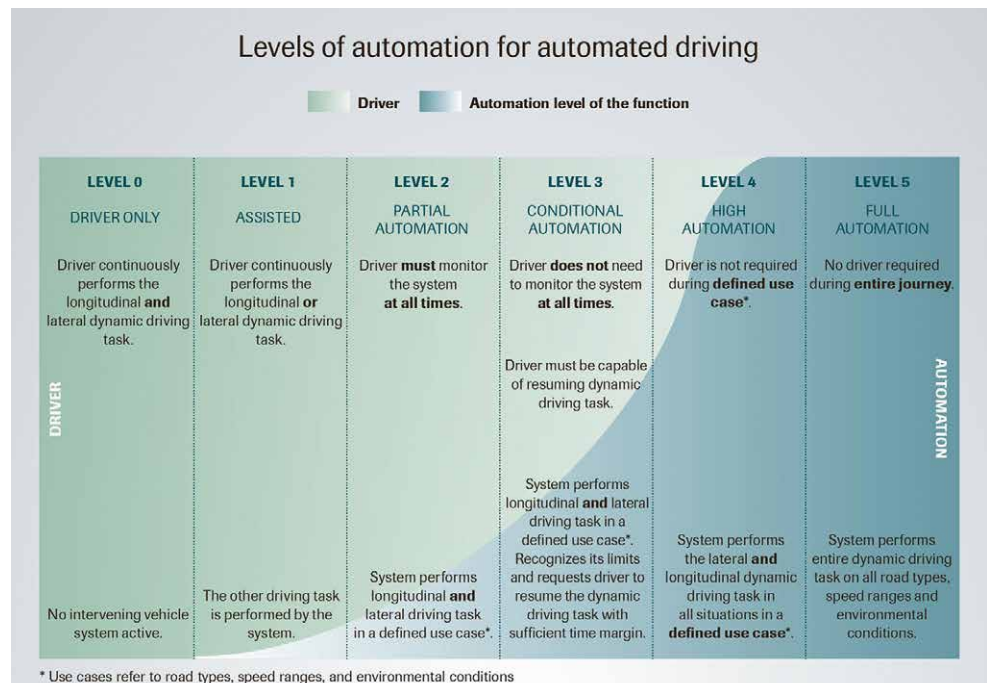 Levels of automation for automated driving
Driver
Automation level of the function
LEVEL 0
DRIVER ONLY
Driver continuously
performs the
longitudinal and
lateral dynamic driving
task.
No intervening vehicle
system active.
LEVEL 1
ASSISTED
Driver continuously
performs the
longitudinal or
lateral dynamic driving
task.
The other driving task
is performed by the
system.
LEVEL 2
PARTIAL
AUTOMATION
Driver must monitor
the system
at all times.
System performs
longitudinal and
lateral driving task
in a defined use case*.
LEVEL 3
CONDITIONAL
AUTOMATION
Driver does not need
to monitor the system
at all times.
Driver must be capable
of resuming dynamic
driving task.
System performs
longitudinal and lateral
driving task in a
defined use case*.
Recognizes its limits
and requests driver to
resume the dynamic
driving task with
sufficient time margin.
LEVEL 4
HIGH
AUTOMATION
Driver is not required
during defined use
case*.
System performs
the lateral and
longitudinal dynamic
driving task in
all situations in a
defined use case*.
LEVEL 5
FULL
AUTOMATION
No driver required
during entire journey.
System performs
entire dynamic driving
task on all road types,
speed ranges and
environmental
conditions.
DRIVER
AUTOMATION
* Use cases refer to road types, speed ranges, and environmental conditions